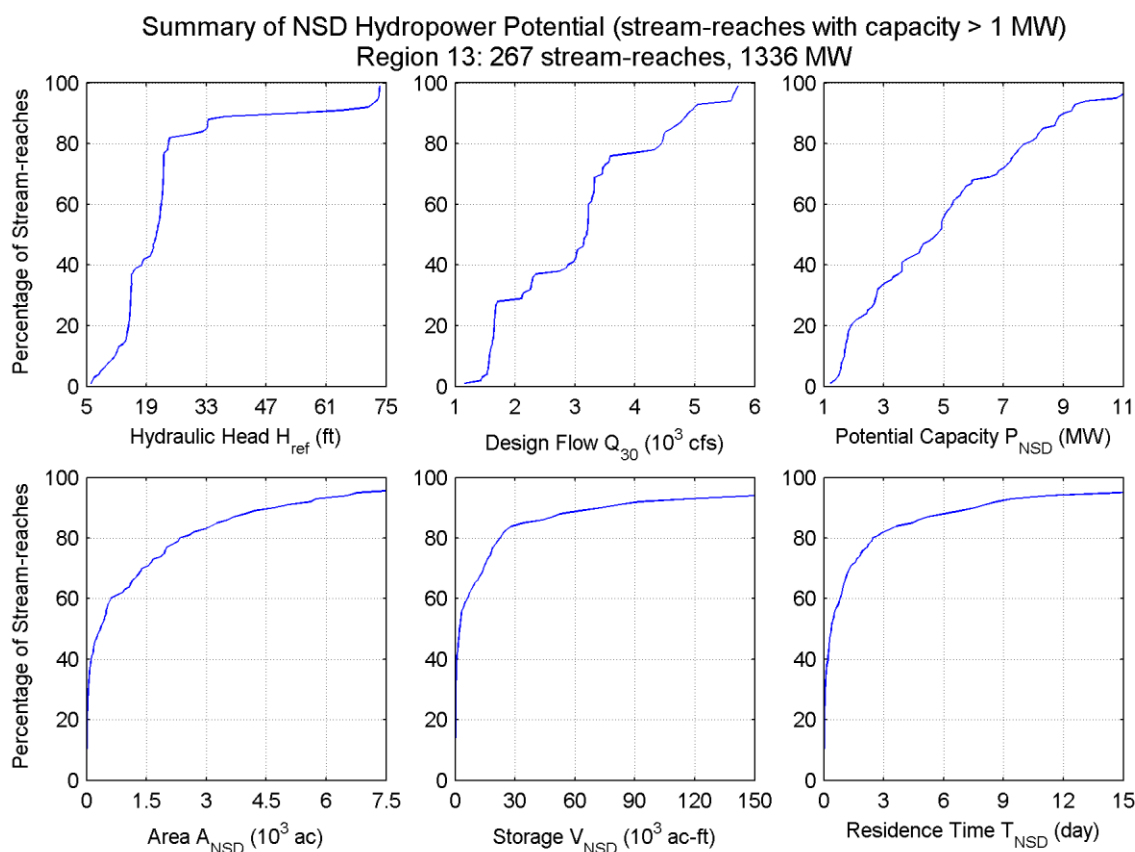 Summary of NSD Hydropower Potential (stream-reaches with capacity > 1 MW)
Region 13: 267 stream-reaches, 1336 MW
Percentage of Stream-reaches
100
80
60
40
20
0
5 19 33 47 61 75
Hydraulic Head H_ref (ft)
100
80
60
40
20
0
1 2 3 4 5 6
Design Flow Q_30 (10^3 cfs)
100
80
60
40
20
0
1 3 5 7 9 11
Potential Capacity P_NSD (MW)
Percentage of Stream-reaches
100
80
60
40
20
0
0 1.5 3 4.5 6 7.5
Area A_NSD (10^3 ac)
100
80
60
40
20
0
0 30 60 90 120 150
Storage V_NSD (10^3 ac-ft)
100
80
60
40
20
0
0 3 6 9 12 15
Residence Time T_NSD (day)